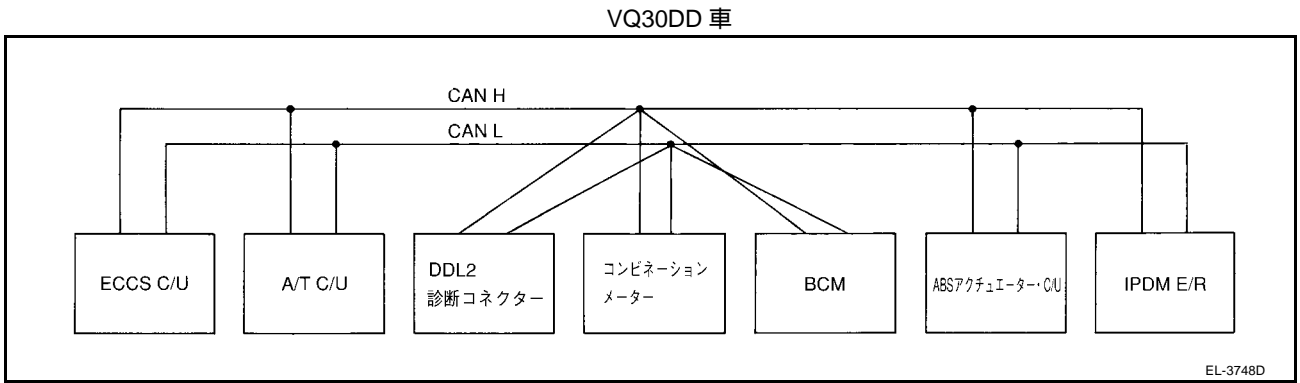 VQ30DD 車
CAN H
CAN L
ECCS C/U
A/T C/U
DDL2
診断コネクター
コンビネーション
メーター
BCM
ABSアクチュエーター・C/U
IPDM E/R
EL-3748D